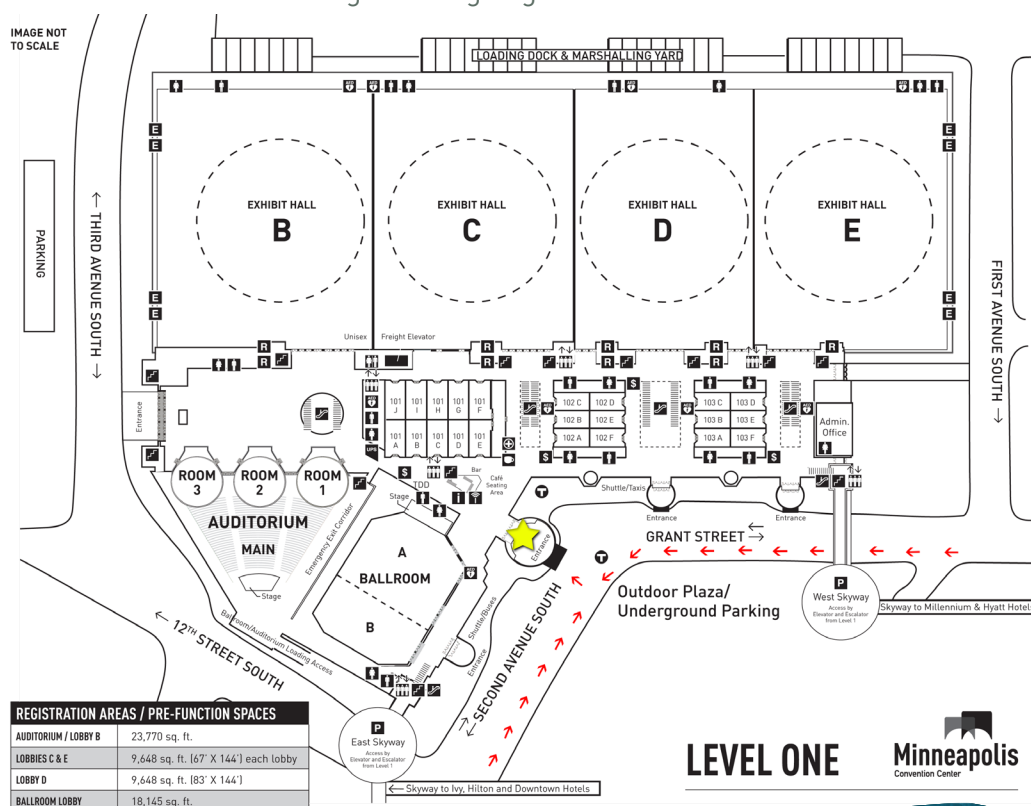 IMAGE NOT
TO SCALE
LOADING DOCK & MARSHALLING YARD
E
E
E
E
E
E
E
E
EXHIBIT HALL
B
EXHIBIT HALL
C
EXHIBIT HALL
D
EXHIBIT HALL
E
PARKING
← THIRD AVENUE SOUTH →
FIRST AVENUE SOUTH →
Unisex
Freight Elevator
R
R
R
R
R
R
R
R
R
R
Entrance
101 J
101 I
101 H
101 G
101 F
101 A
101 B
101 C
101 D
101 E
UPS
102 C
102 D
102 B
102 E
102 A
102 F
103 C
103 D
103 B
103 E
103 A
103 F
$
$
$
$
Admin.
Office
ROOM
3
ROOM
2
ROOM
1
AUDITORIUM
MAIN
Stage
Emergency Exit Corridor
TDD
Bar
Café
Seating
Area
i
T
T
Stage
A
BALLROOM
B
Entrance
Shuttle/Taxis
Entrance
Entrance
GRANT STREET
Outdoor Plaza/
Underground Parking
P
West Skyway
Access by
Elevator and Escalator
from Level 1
Skyway to Millennium & Hyatt Hotel
← 12TH STREET SOUTH
Ballroom/Auditorium Loading Access
Shuttle/Buses
Entrance
SECOND AVENUE SOUTH
P
East Skyway
Access by
Elevator and Escalator
from Level 1
← Skyway to Ivy, Hilton and Downtown Hotels
REGISTRATION AREAS / PRE-FUNCTION SPACES
AUDITORIUM / LOBBY B 23,770 sq. ft.
LOBBIES C & E 9,648 sq. ft. (67' X 144') each lobby
LOBBY D 9,648 sq. ft. (83' X 144')
BALLROOM LOBBY 18,145 sq. ft.
LEVEL ONE
Minneapolis
Convention Center